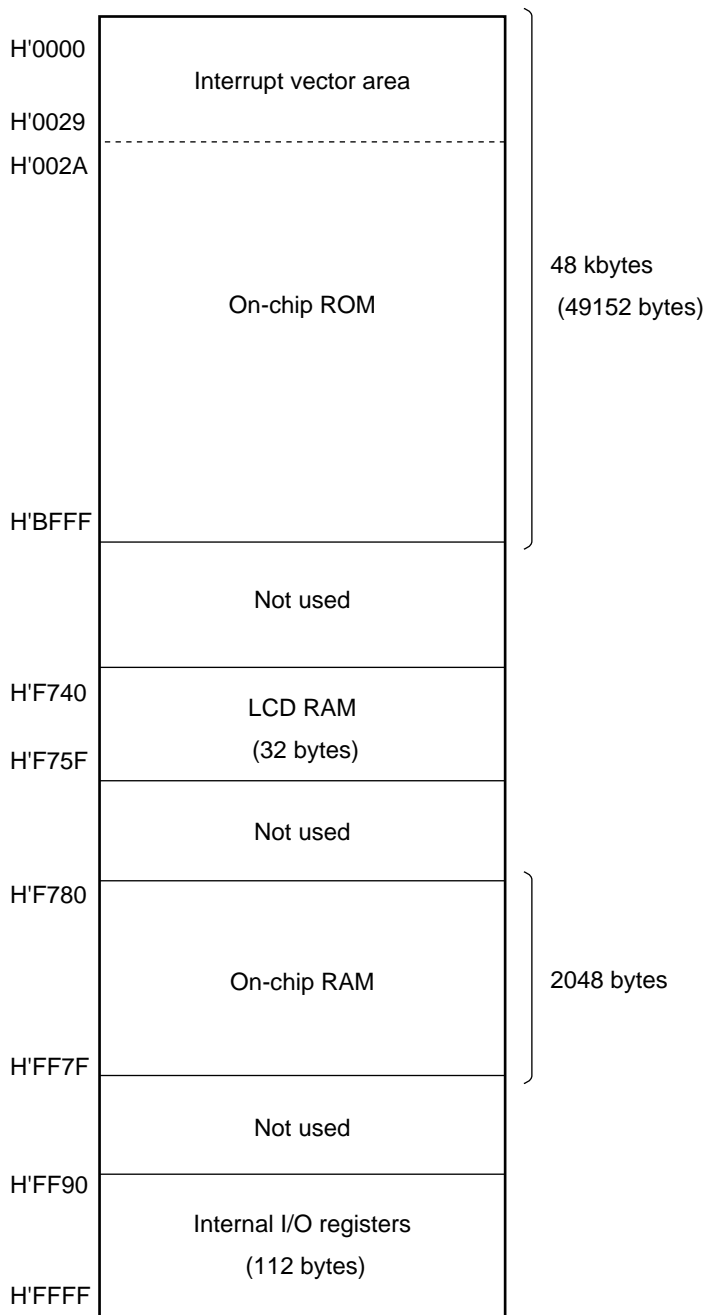 H'0000
Interrupt vector area
H'0029
H'002A
On-chip ROM
48 kbytes
(49152 bytes)
H'BFFF
Not used
H'F740
LCD RAM
(32 bytes)
H'F75F
Not used
H'F780
On-chip RAM
2048 bytes
H'FF7F
Not used
H'FF90
Internal I/O registers
(112 bytes)
H'FFFF